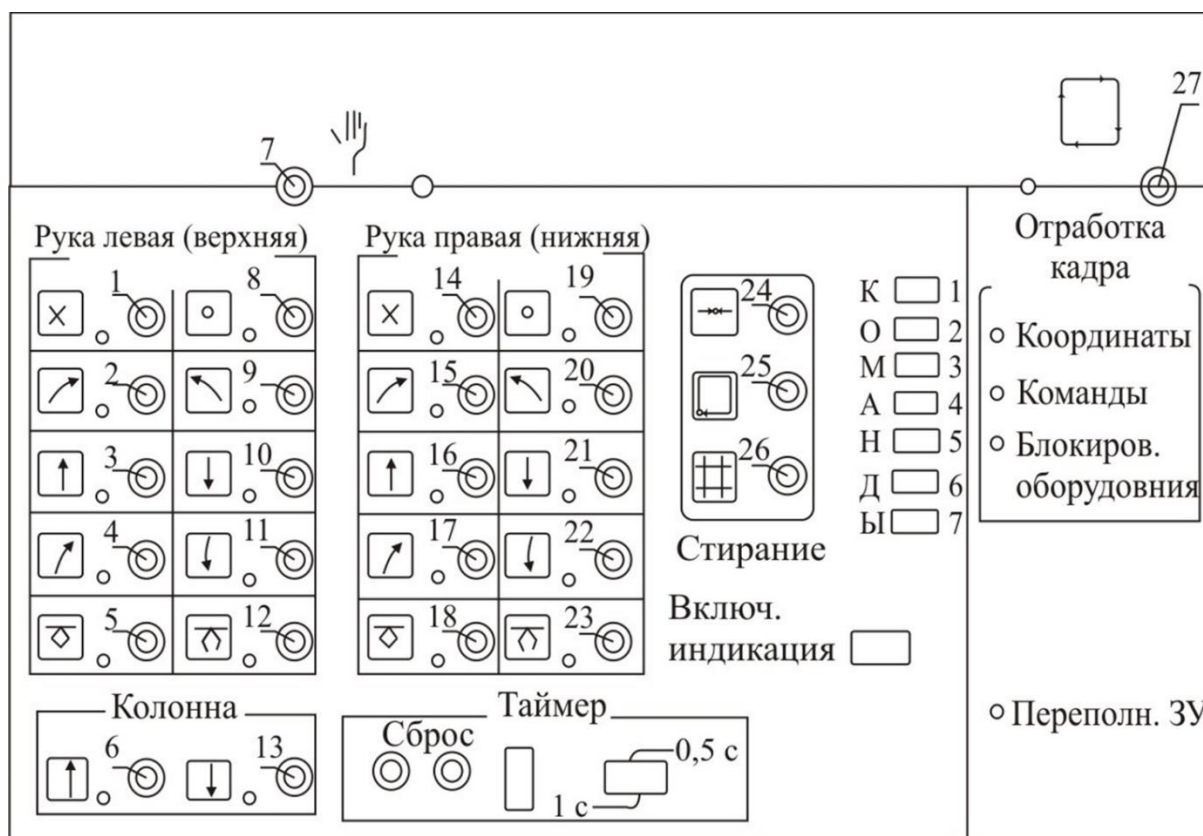 27
7
Рука левая (верхняя)
Рука правая (нижняя)
1 8
2 9
3 10
4 11
5 12
14 19
15 20
16 21
17 22
18 23
24
25
26
Стирание
К 1
О 2
М 3
А 4
Н 5
Д 6
Ы 7
Включ.
индикация
Колонна
6 13
Таймер
Сброс
0,5 с
1 с
Отработка
кадра
Координаты
Команды
Блокиров.
оборудовния
Переполн. ЗУ